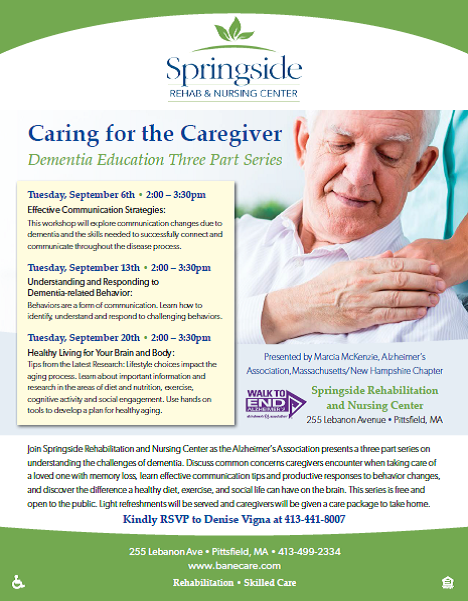 Springside
REHAB & NURSING CENTER
Caring for the Caregiver
Dementia Education Three Part Series
Tuesday, September 6th • 2:00 – 3:30pm
Effective Communication Strategies:
This workshop will explore communication changes due to
dementia and the skills needed to successfully connect and
communicate throughout the disease process.
Tuesday, September 13th • 2:00 – 3:30pm
Understanding and Responding to
Dementia-related Behavior:
Behaviors are a form of communication. Learn how to
identify, understand and respond to challenging behaviors.
Tuesday, September 20th • 2:00 – 3:30pm
Healthy Living for Your Brain and Body:
Tips from the Latest Research: Lifestyle choices impact the
aging process. Learn about important information and
research in the areas of diet and nutrition, exercise,
cognitive activity and social engagement. Use hands on
tools to develop a plan for healthy aging.
Presented by Marcia McKenzie, Alzheimer's
Association, Massachusetts/New Hampshire Chapter
WALK TO
END
ALZHEIMER'S
alzheimer's association
Springside Rehabilitation
and Nursing Center
255 Lebanon Avenue • Pittsfield, MA
Join Springside Rehabilitation and Nursing Center as the Alzheimer's Association presents a three part series on
understanding the challenges of dementia. Discuss common concerns caregivers encounter when taking care of
a loved one with memory loss, learn effective communication tips and productive responses to behavior changes,
and discover the difference a healthy diet, exercise, and social life can have on the brain. This series is free and
open to the public. Light refreshments will be served and caregivers will be given a care package to take home.
Kindly RSVP to Denise Vigna at 413-441-8007
255 Lebanon Ave • Pittsfield, MA • 413-499-2334
www.banecare.com
Rehabilitation • Skilled Care